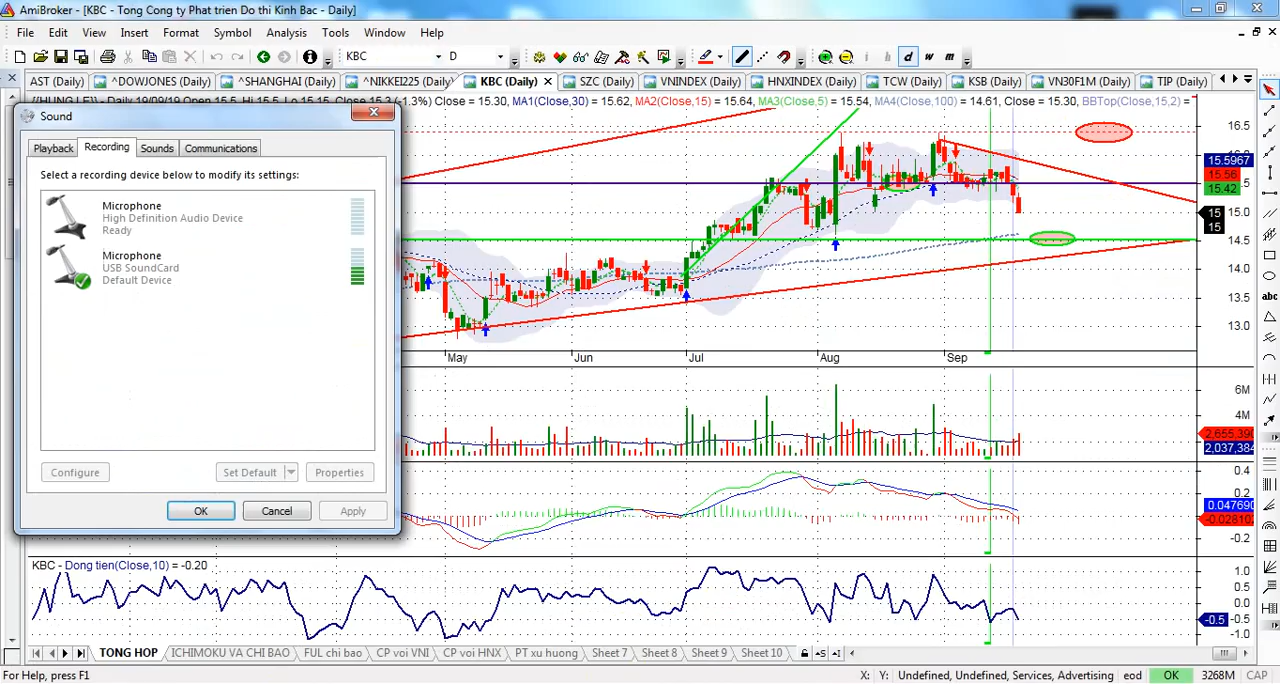 AmiBroker - [KBC - Tong Cong ty Phat trien Do thi Kinh Bac - Daily]
File Edit View Insert Format Symbol Analysis Tools Window Help
KBC D i h d w m
AST (Daily) ^DOWJONES (Daily) ^SHANGHAI (Daily) ^NIKKEI225 (Daily) KBC (Daily) SZC (Daily) VNINDEX (Daily) HNXINDEX (Daily) TCW (Daily) KSB (Daily) VN30F1M (Daily) TIP (Daily)
Close = 15.30, MA1(Close,30) = 15.62, MA2(Close,15) = 15.64, MA3(Close,5) = 15.54, MA4(Close,100) = 14.61, Close = 15.30, BBTop(Close,15,2) =
Sound
Playback Recording Sounds Communications
Select a recording device below to modify its settings:
Microphone
High Definition Audio Device
Ready
Microphone
USB SoundCard
Default Device
Configure Set Default Properties
OK Cancel Apply
16.5
15.5967
15.56
15.42
15.0
15
15
14.5
14.0
13.5
13.0
May Jun Jul Aug Sep
6M
4M
2,655,390
2,037,384
0.4
0.2
0.04769
-0.02810
-0.2
KBC - Dong tien(Close,10) = -0.20
1.0
0.5
0.0
-0.5 -0.5
-1.0
TONG HOP ICHIMOKU VA CHI BAO FUL chi bao CP voi VNI CP voi HNX PT xu huong Sheet 7 Sheet 8 Sheet 9 Sheet 10
For Help, press F1 X: Y: Undefined, Undefined, Services, Advertising eod OK 3268M CAP